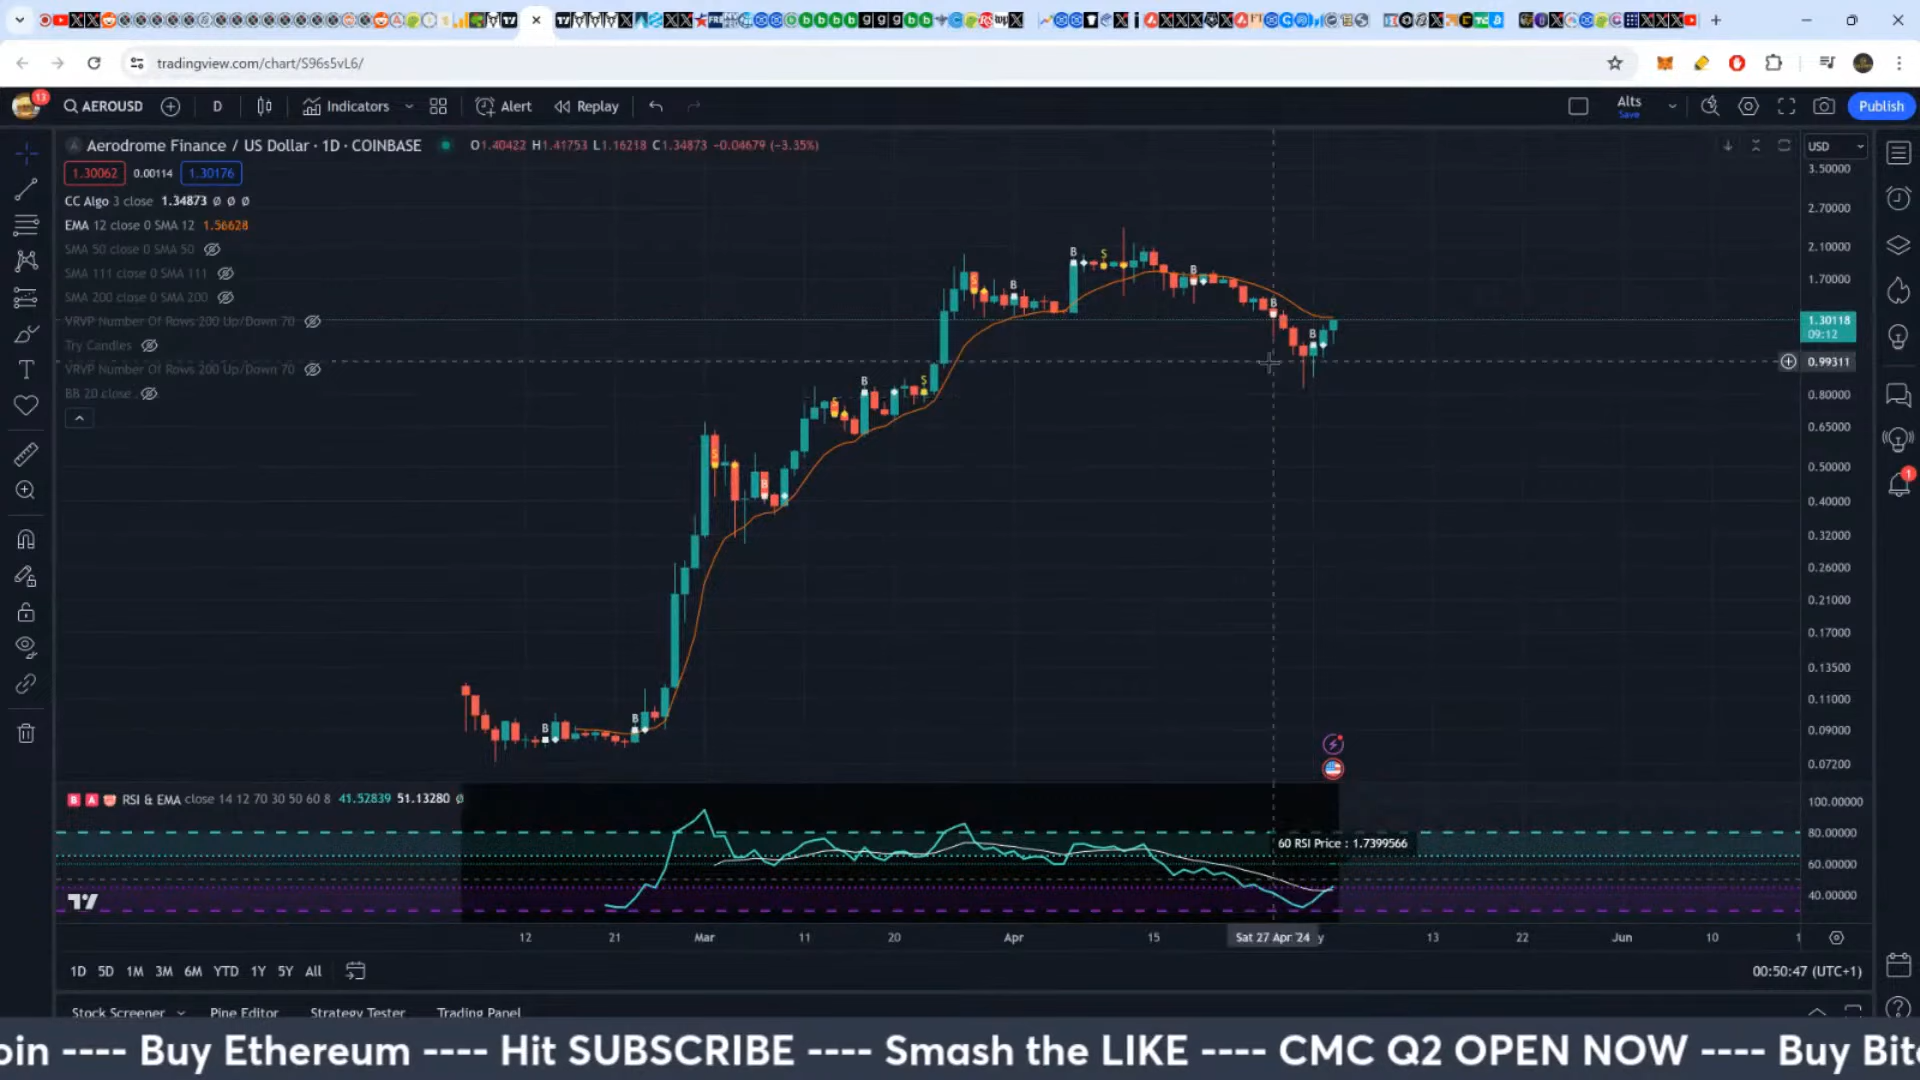 tradingview.com/chart/S96s5vL6/
13
AEROUSD
D
Indicators
Alert
Replay
Alts
Save
Publish
Aerodrome Finance / US Dollar · 1D · COINBASE
O1.40422 H1.41753 L1.16218 C1.34873 -0.04679 (-3.35%)
USD
1.30062
0.00114
1.30176
CC Algo 3 close 1.34873 ø ø ø
EMA 12 close 0 SMA 12 1.56628
SMA 50 close 0 SMA 50
SMA 111 close 0 SMA 111
SMA 200 close 0 SMA 200
VRVP Number Of Rows 200 Up/Down 70
Try Candles
VRVP Number Of Rows 200 Up/Down 70
BB 20 close
3.50000
2.70000
2.10000
1.70000
1.30118
09:12
0.99311
0.80000
0.65000
0.50000
0.40000
0.32000
0.26000
0.21000
0.17000
0.13500
0.11000
0.09000
0.07200
B
B
S
B
S
B
S
S
B
B
S
B
B
B
1
B A RSI & EMA close 14 12 70 30 50 60 8 41.52839 51.13280 ø
60 RSI Price : 1.7399566
100.00000
80.00000
60.00000
40.00000
12
21
Mar
11
20
Apr
15
Sat 27 Apr '24
y
13
22
Jun
10
1
1D 5D 1M 3M 6M YTD 1Y 5Y All
00:50:47 (UTC+1)
Stock Screener
Pine Editor
Strategy Tester
Trading Panel
oin ---- Buy Ethereum ---- Hit SUBSCRIBE ---- Smash the LIKE ---- CMC Q2 OPEN NOW ---- Buy Bitc